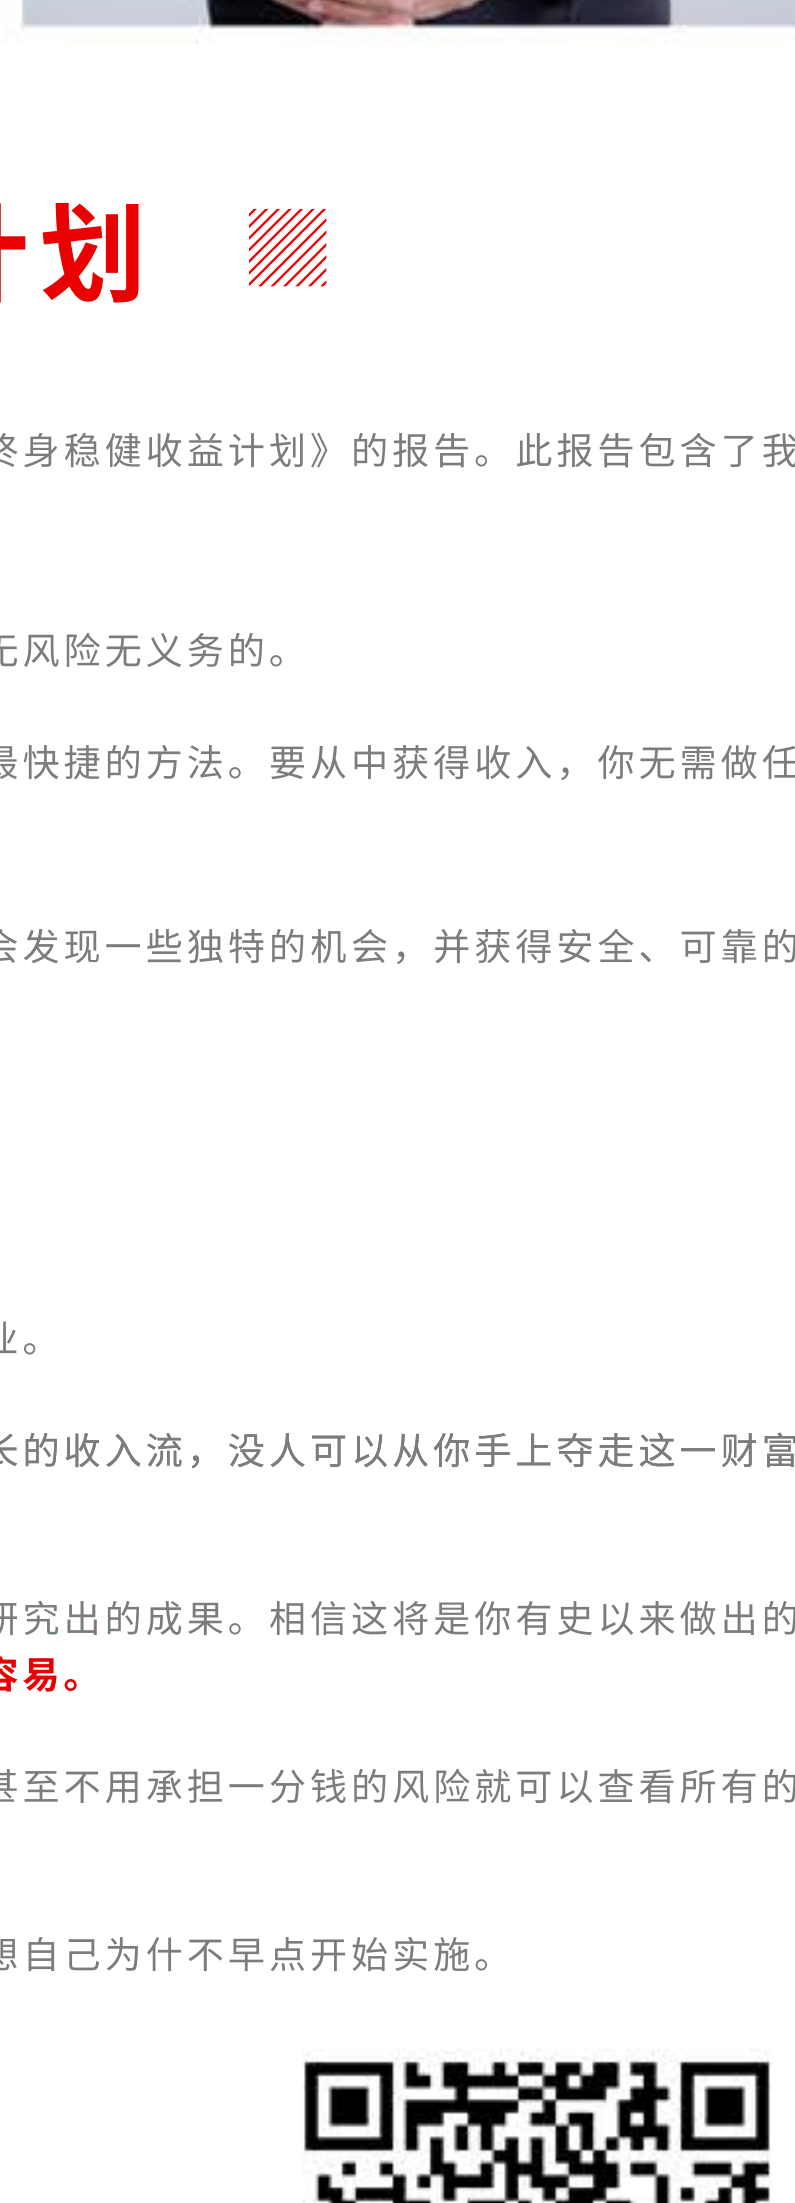 计划
终身稳健收益计划》的报告。此报告包含了我
无风险无义务的。
最快捷的方法。要从中获得收入，你无需做任
会发现一些独特的机会，并获得安全、可靠的
业。
长的收入流，没人可以从你手上夺走这一财富
研究出的成果。相信这将是你有史以来做出的
容易。
甚至不用承担一分钱的风险就可以查看所有的
想自己为什不早点开始实施。